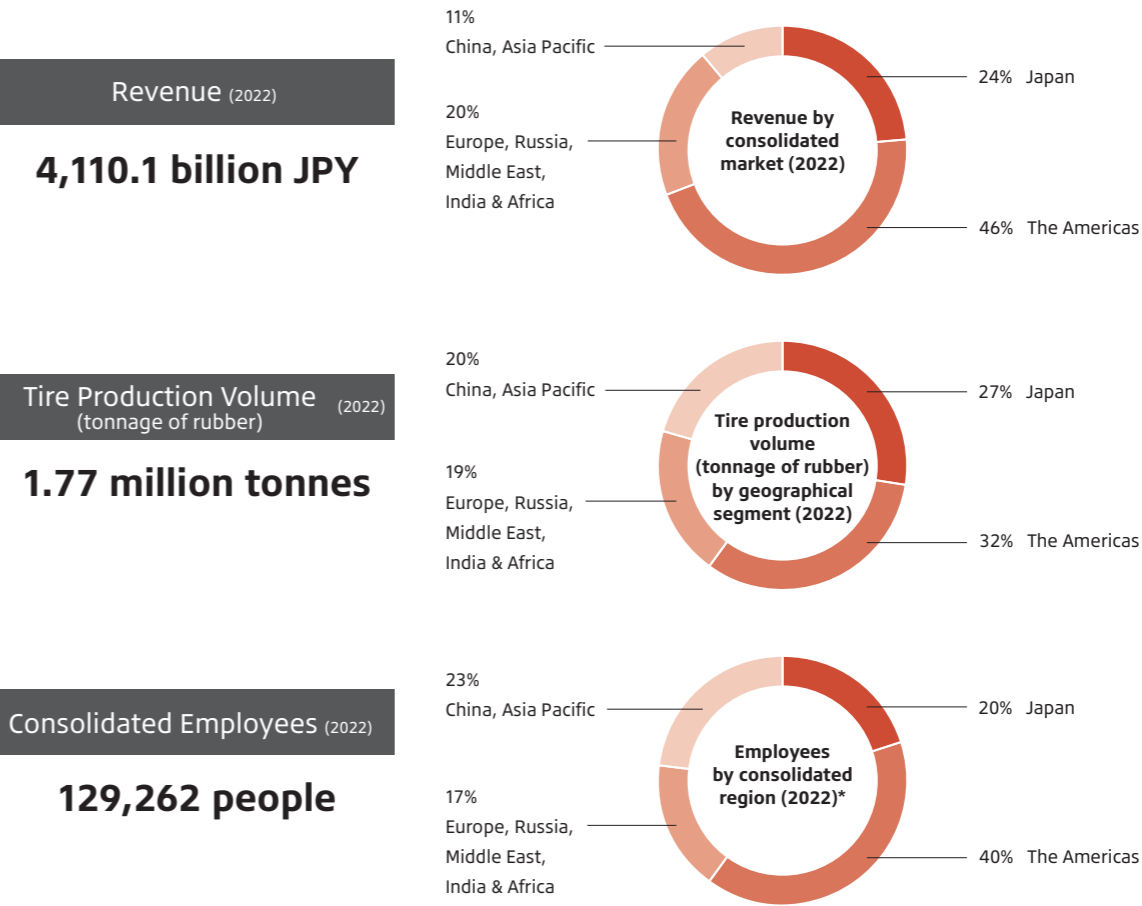 Revenue (2022)
4,110.1 billion JPY
11%
China, Asia Pacific
20%
Europe, Russia,
Middle East,
India & Africa
Revenue by
consolidated
market (2022)
24% Japan
46% The Americas
Tire Production Volume (2022)
(tonnage of rubber)
1.77 million tonnes
20%
China, Asia Pacific
19%
Europe, Russia,
Middle East,
India & Africa
Tire production
volume
(tonnage of rubber)
by geographical
segment (2022)
27% Japan
32% The Americas
Consolidated Employees (2022)
129,262 people
23%
China, Asia Pacific
17%
Europe, Russia,
Middle East,
India & Africa
Employees
by consolidated
region (2022)*
20% Japan
40% The Americas